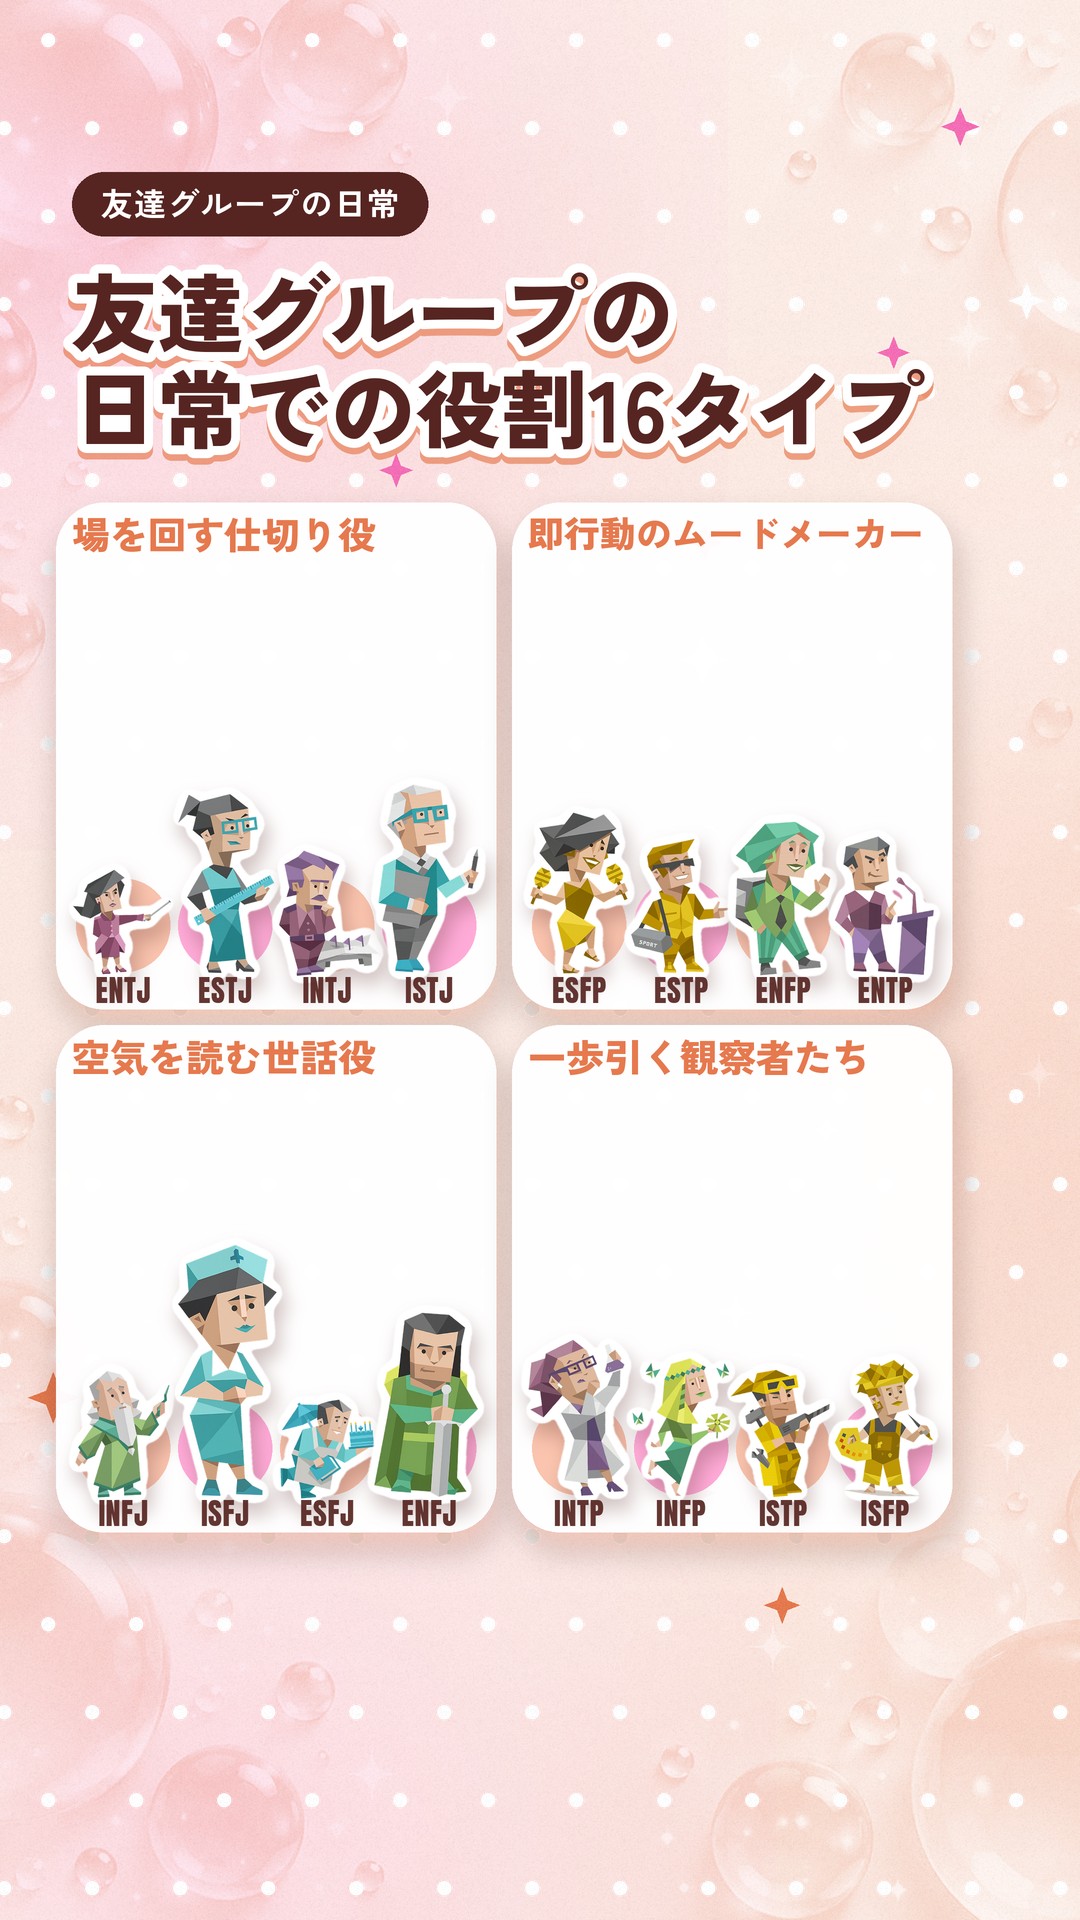 友達グループの日常
友達グループの
日常での役割16タイプ
場を回す仕切り役
ENTJ ESTJ INTJ ISTJ
即行動のムードメーカー
SPORT
ESFP ESTP ENFP ENTP
空気を読む世話役
INFJ ISFJ ESFJ ENFJ
一歩引く観察者たち
INTP INFP ISTP ISFP